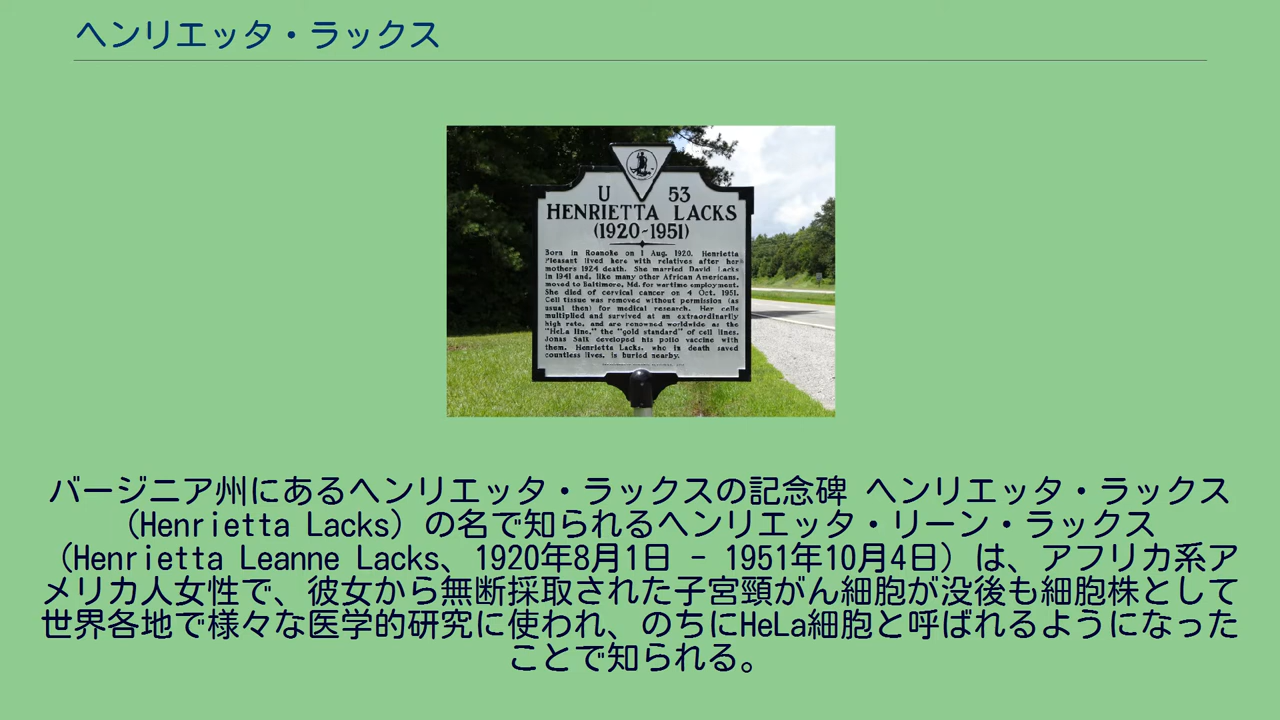 ヘンリエッタ・ラックス
U 53
HENRIETTA LACKS
(1920-1951)
Born in Roanoke on 1 Aug. 1920, Henrietta
Pleasant lived here with relatives after her
mothers 1924 death. She married David Lacks
in 1941 and, like many other African Americans,
moved to Baltimore, Md. for wartime employment.
She died of cervical cancer on 4 Oct. 1951.
Cell tissue was removed without permission (as
usual then) for medical research. Her cells
multiplied and survived at an extraordinarily
high rate, and are renowned worldwide as the
"HeLa line," the "gold standard" of cell lines.
Jonas Salk developed his polio vaccine with
them. Henrietta Lacks, who in death saved
countless lives, is buried nearby.
バージニア州にあるヘンリエッタ・ラックスの記念碑 ヘンリエッタ・ラックス
（Henrietta Lacks）の名で知られるヘンリエッタ・リーン・ラックス
（Henrietta Leanne Lacks、1920年8月1日 - 1951年10月4日）は、アフリカ系ア
メリカ人女性で、彼女から無断採取された子宮頸がん細胞が没後も細胞株として
世界各地で様々な医学的研究に使われ、のちにHeLa細胞と呼ばれるようになった
ことで知られる。